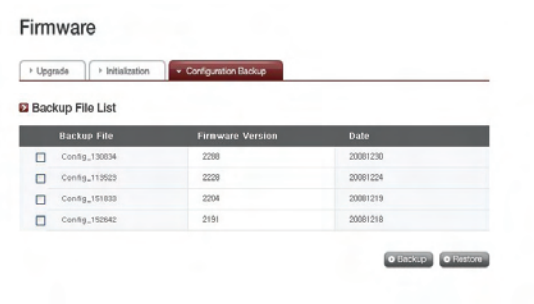 Firmware
Upgrade Initialization Configuration Backup
Backup File List
Backup File Firmware Version Date
Config_130834 2288 20081230
Config_113523 2228 20081224
Config_151833 2204 20081219
Config_152642 2191 20081218
Backup Restore